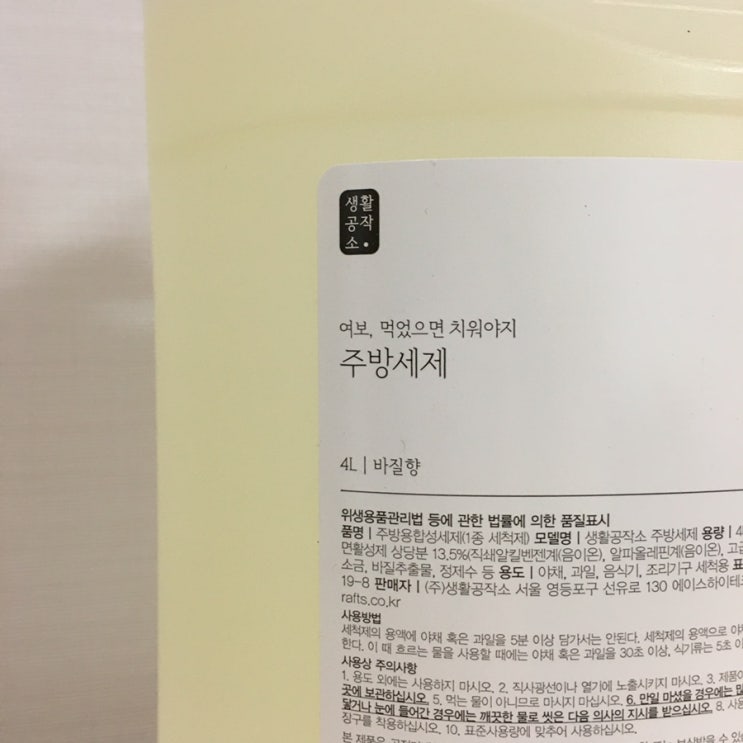 생활
공작
소.
여보, 먹었으면 치워야지
주방세제
4L | 바질향
위생용품관리법 등에 관한 법률에 의한 품질표시
품명 | 주방용합성세제(1종 세척제) 모델명 | 생활공작소 주방세제 용량 | 4
면활성제 상당분 13.5%(직쇄알킬벤젠계(음이온), 알파올레핀계(음이온), 고급
소금, 바질추출물, 정제수 등 용도 | 야채, 과일, 음식기, 조리기구 세척용 표
19-8 판매자 | (주)생활공작소 서울 영등포구 선유로 130 에이스하이테
rafts.co.kr
사용방법
세척제의 용액에 야채 혹은 과일을 5분 이상 담가서는 안된다. 세척제의 용액으로 야
한다. 이 때 흐르는 물을 사용할 때에는 야채 혹은 과일을 30초 이상, 식기류는 5초 이
사용상 주의사항
1. 용도 외에는 사용하지 마시오. 2. 직사광선이나 열기에 노출시키지 마시오. 3. 제품이
곳에 보관하십시오. 5. 먹는 물이 아니므로 마시지 마십시오. 6. 만일 마셨을 경우에는 많
닿거나 눈에 들어간 경우에는 깨끗한 물로 씻은 다음 의사의 지시를 받으십시오. 8. 사용
장구를 착용하십시오. 10. 표준사용량에 맞추어 사용하십시오.
본 제품은